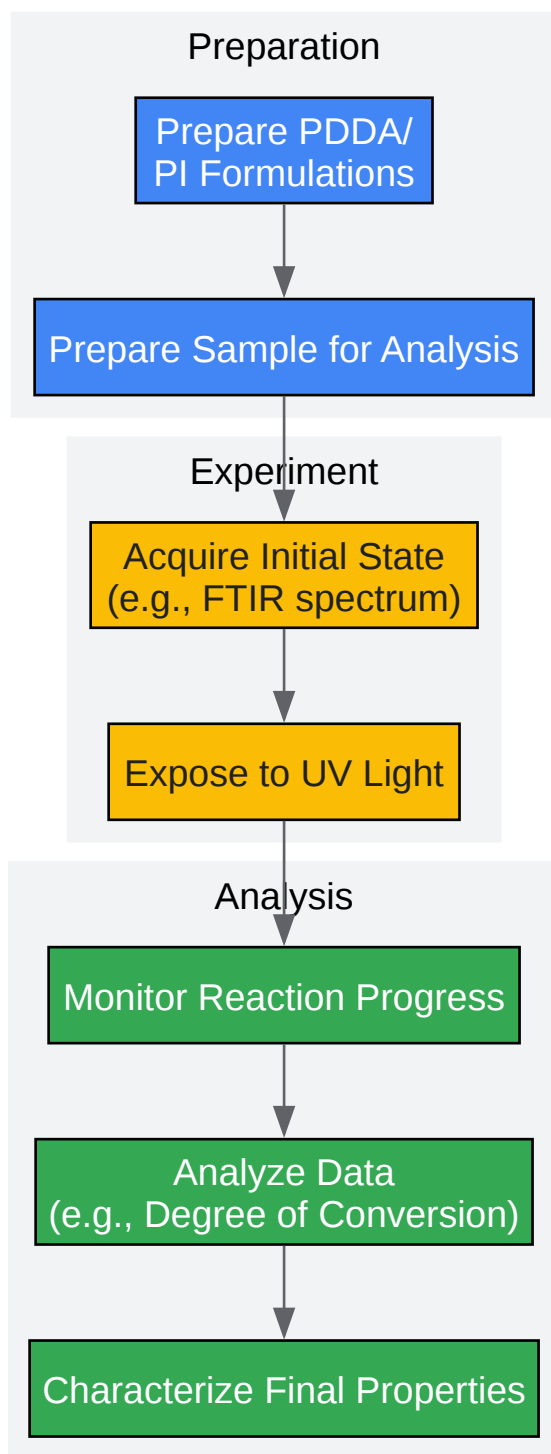 Preparation
Prepare PDDA/
PI Formulations
Prepare Sample for Analysis
Experiment
Acquire Initial State
(e.g., FTIR spectrum)
Expose to UV Light
Analysis
Monitor Reaction Progress
Analyze Data
(e.g., Degree of Conversion)
Characterize Final Properties